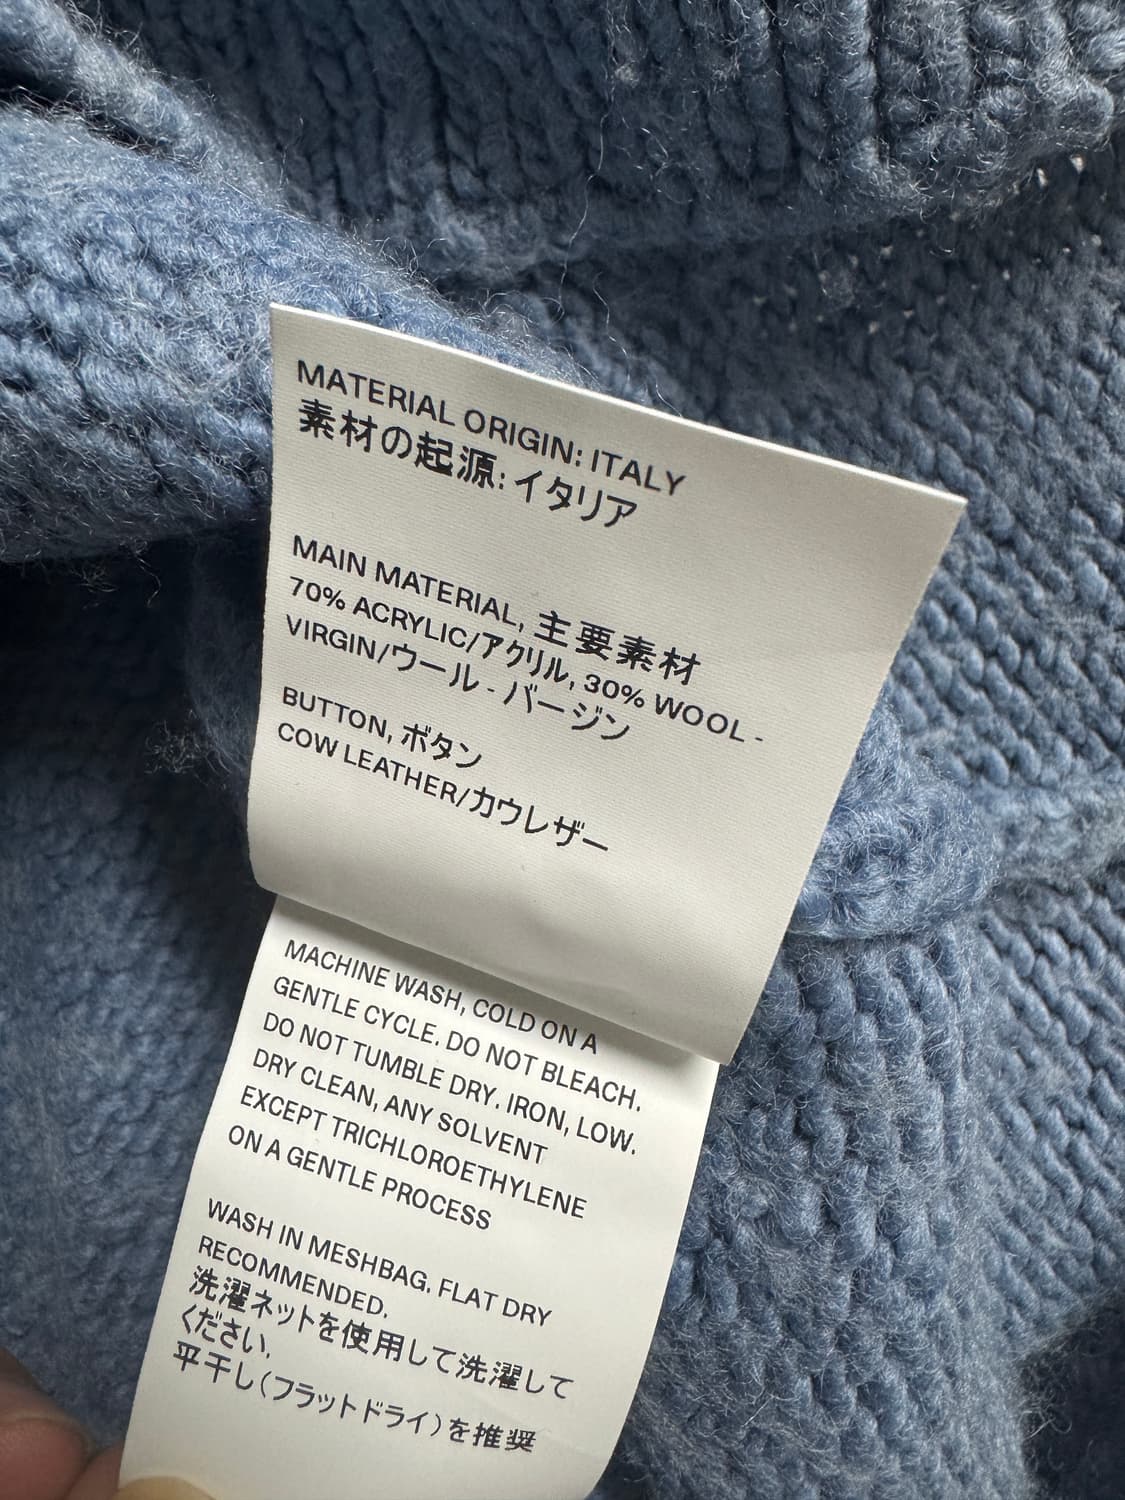 MATERIAL ORIGIN: ITALY
素材の起源: イタリア
MAIN MATERIAL, 主要素材
70% ACRYLIC/アクリル, 30% WOOL -
VIRGIN/ウール - バージン
BUTTON, ボタン
COW LEATHER/カウレザー
MACHINE WASH, COLD ON A
GENTLE CYCLE. DO NOT BLEACH.
DO NOT TUMBLE DRY. IRON, LOW.
DRY CLEAN, ANY SOLVENT
EXCEPT TRICHLOROETHYLENE
ON A GENTLE PROCESS
WASH IN MESHBAG. FLAT DRY
RECOMMENDED.
洗濯ネットを使用して洗濯して
ください.
平干し(フラットドライ)を推奨